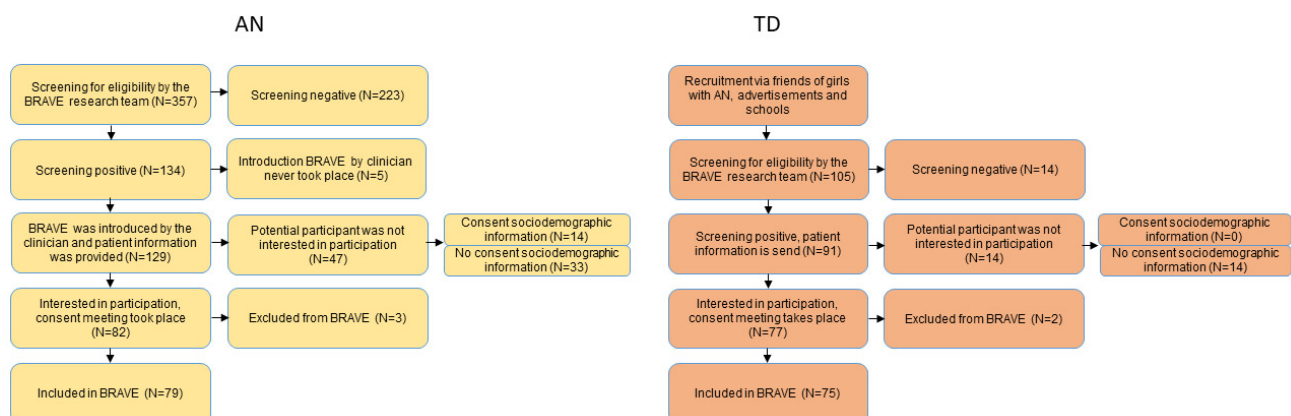 AN
Screening for eligibility by the
BRAVE research team (N=357)
Screening negative (N=223)
Screening positive (N=134)
Introduction BRAVE by clinician
never took place (N=5)
BRAVE was introduced by the
clinician and patient information
was provided (N=129)
Potential participant was not
interested in participation
(N=47)
Consent sociodemographic
information (N=14)
No consent sociodemographic
information (N=33)
Interested in participation,
consent meeting took place
(N=82)
Excluded from BRAVE (N=3)
Included in BRAVE (N=79)
TD
Recruitment via friends of girls
with AN, advertisements and
schools
Screening for eligibility by the
BRAVE research team (N=105)
Screening negative (N=14)
Screening positive, patient
information is send (N=91)
Potential participant was not
interested in participation
(N=14)
Consent sociodemographic
information (N=0)
No consent sociodemographic
information (N=14)
Interested in participation,
consent meeting takes place
(N=77)
Excluded from BRAVE (N=2)
Included in BRAVE (N=75)